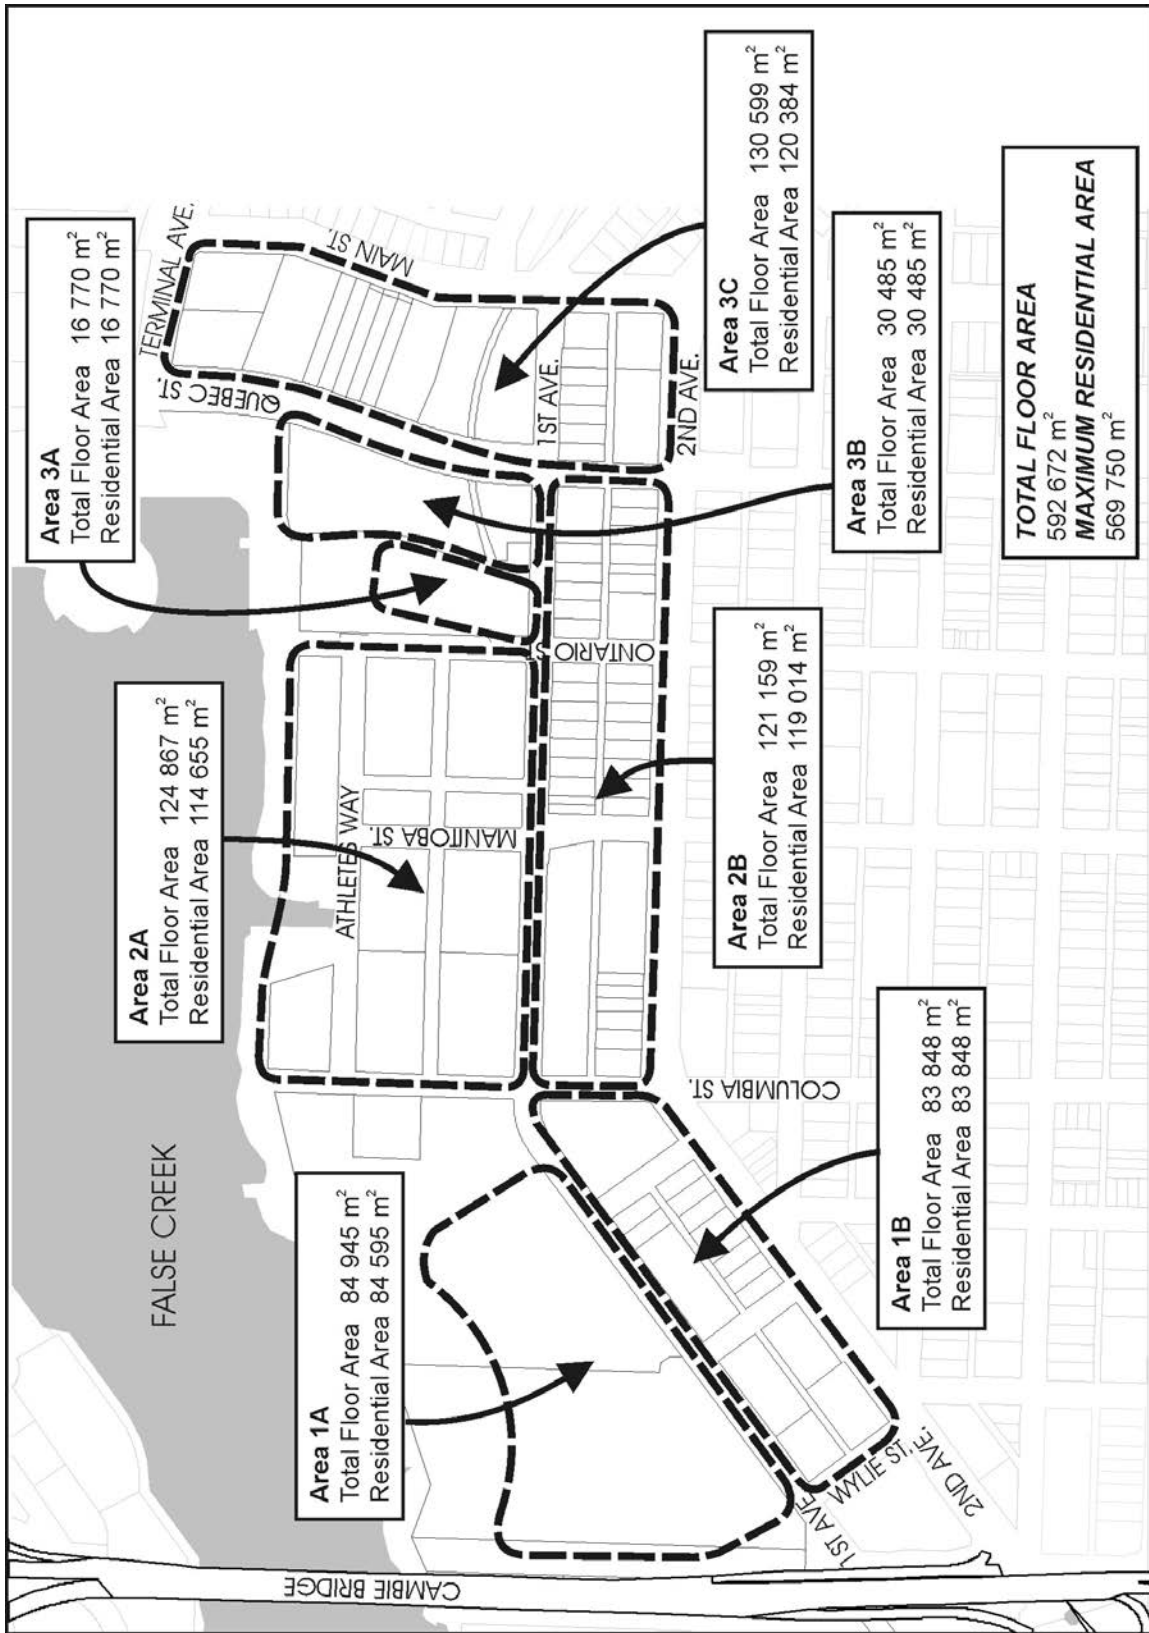 FALSE CREEK
CAMBIE BRIDGE
Area 1A
Total Floor Area 84 945 m²
Residential Area 84 595 m²
Area 2A
Total Floor Area 124 867 m²
Residential Area 114 655 m²
Area 3A
Total Floor Area 16 770 m²
Residential Area 16 770 m²
TERMINAL AVE.
QUEBEC ST.
MAIN ST.
ATHLETES WAY
MANITOBA ST.
ONTARIO ST.
1ST AVE.
2ND AVE.
COLUMBIA ST.
1ST AVE.
WYLIE ST.
2ND AVE.
Area 1B
Total Floor Area 83 848 m²
Residential Area 83 848 m²
Area 2B
Total Floor Area 121 159 m²
Residential Area 119 014 m²
Area 3B
Total Floor Area 30 485 m²
Residential Area 30 485 m²
Area 3C
Total Floor Area 130 599 m²
Residential Area 120 384 m²
TOTAL FLOOR AREA
592 672 m²
MAXIMUM RESIDENTIAL AREA
569 750 m²